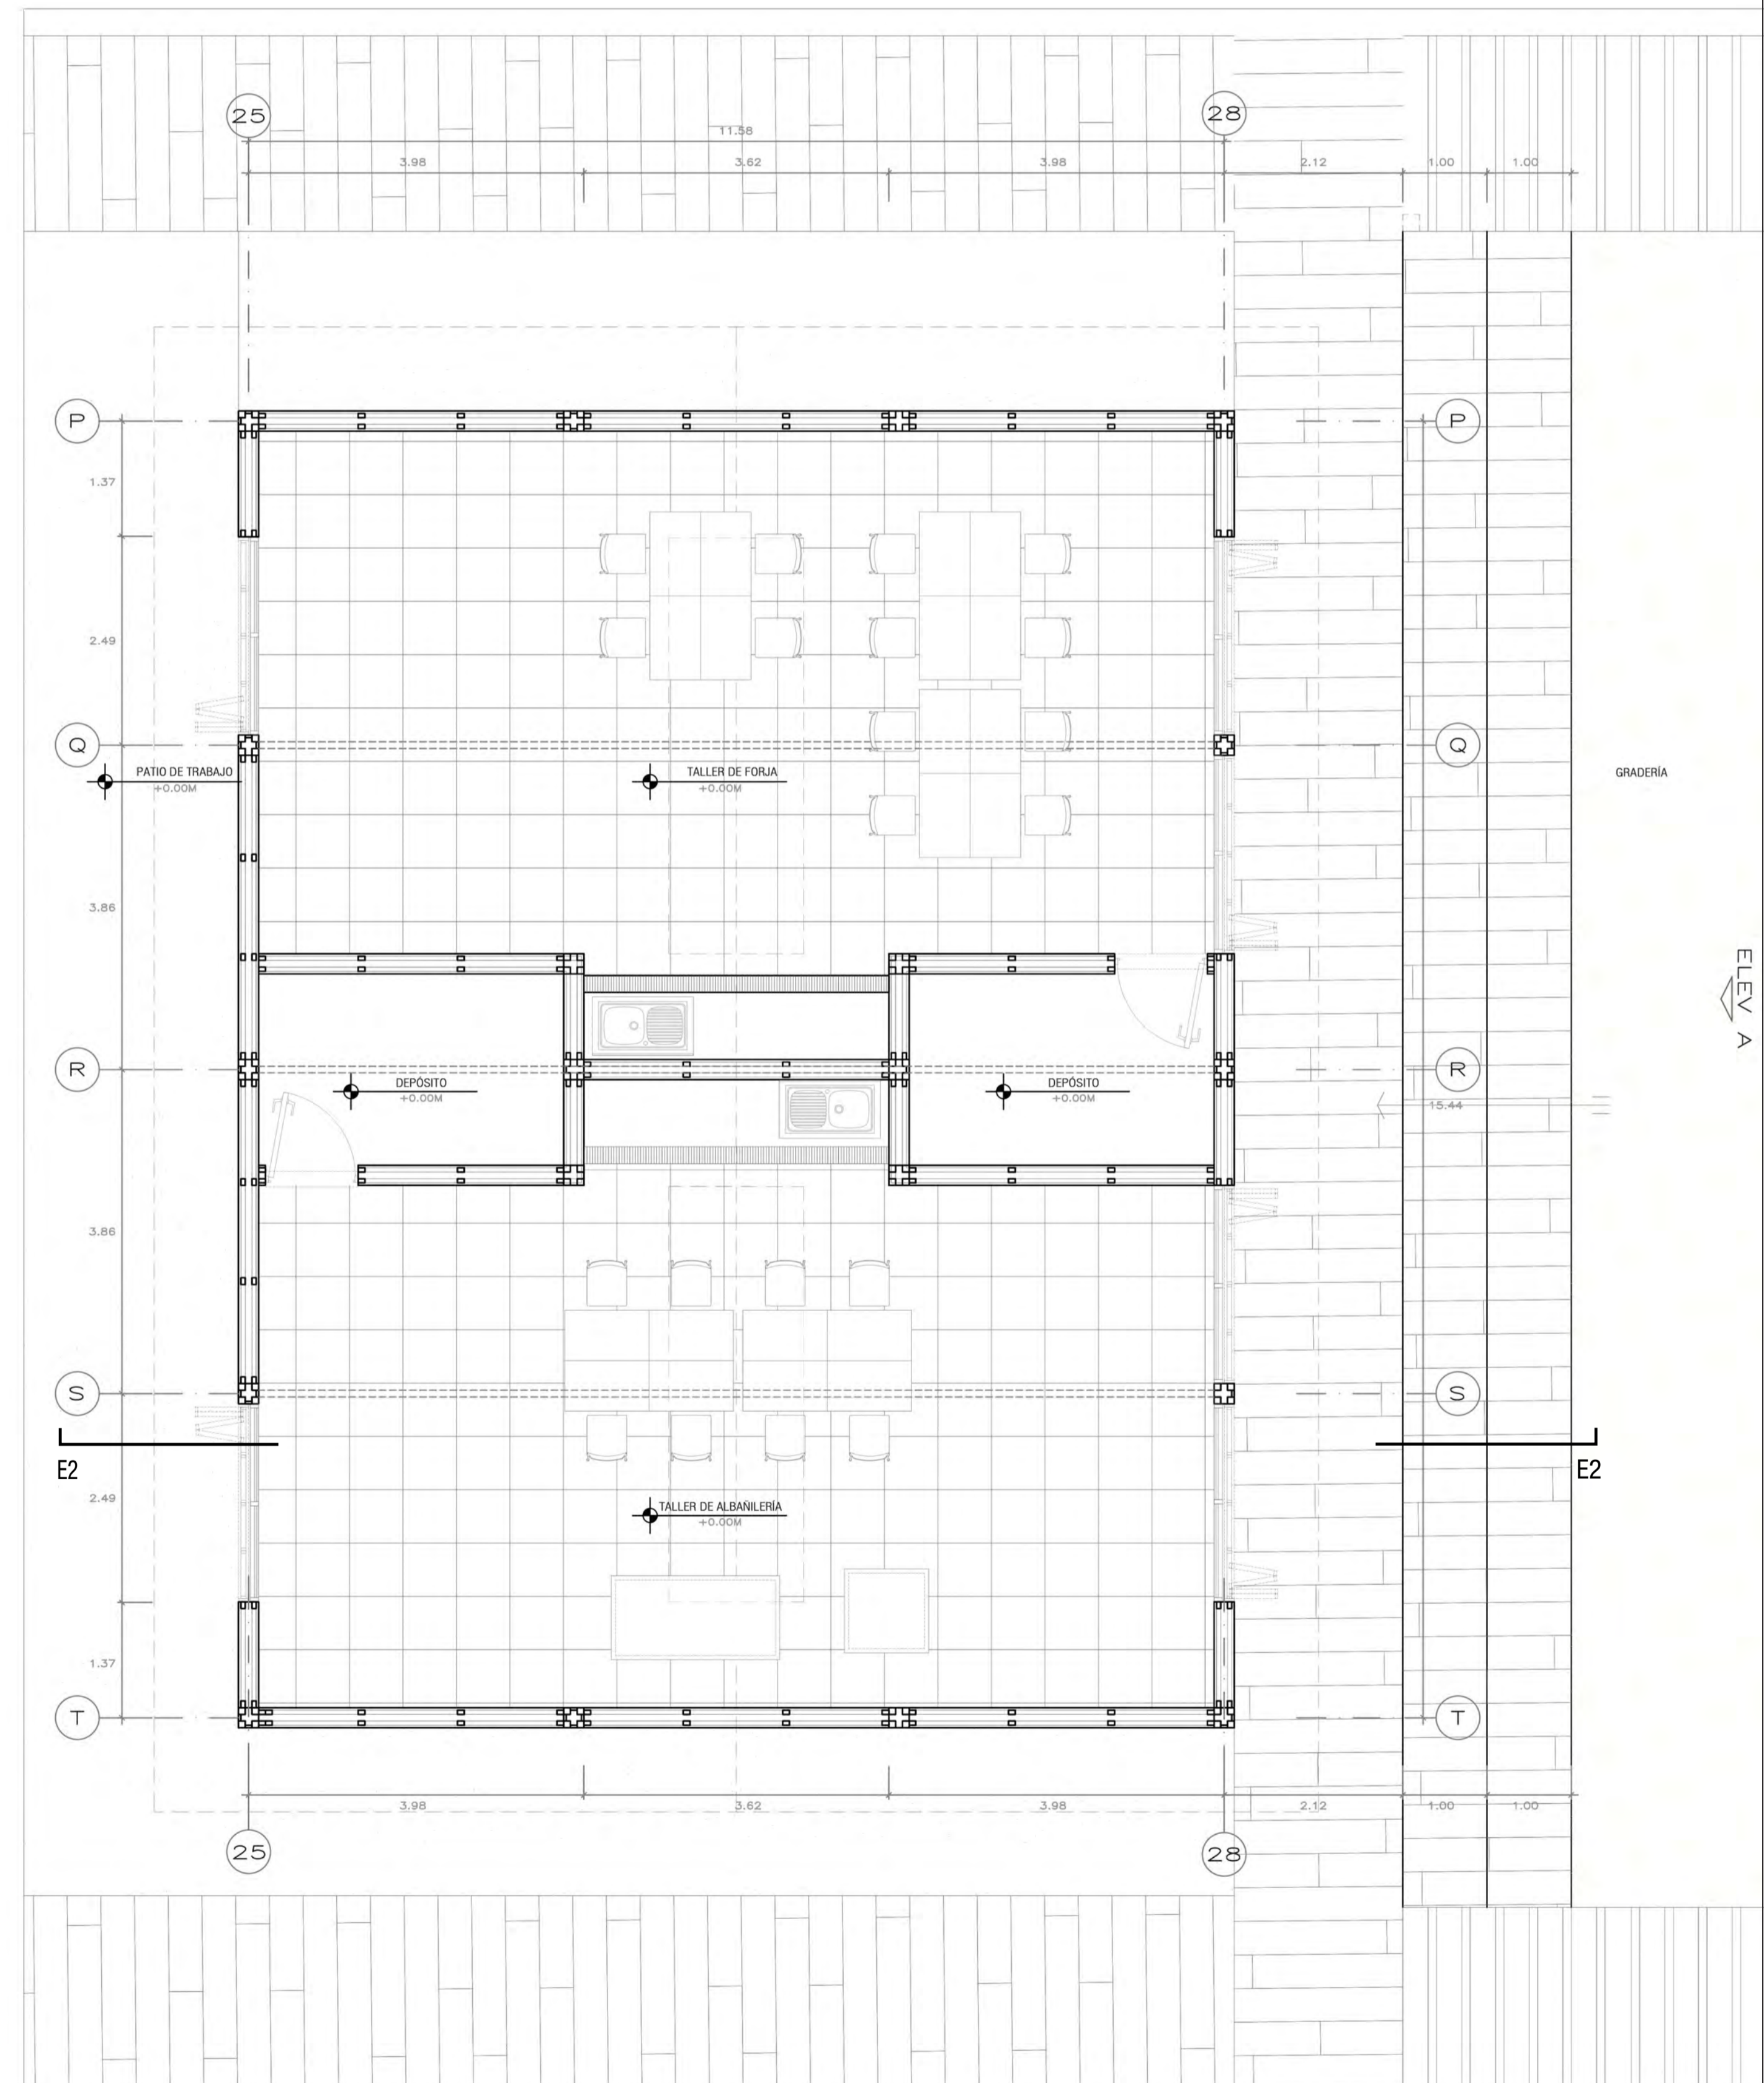 25
28
11.58
3.98
3.62
3.98
2.12
1.00
1.00
P
P
1.37
2.49
Q
Q
PATIO DE TRABAJO
+0.00M
TALLER DE FORJA
+0.00M
GRADERÍA
3.86
ELEV A
R
R
DEPÓSITO
+0.00M
DEPÓSITO
+0.00M
15.44
3.86
S
S
E2
E2
2.49
TALLER DE ALBAÑILERÍA
+0.00M
1.37
T
T
3.98
3.62
3.98
2.12
1.00
1.00
25
28